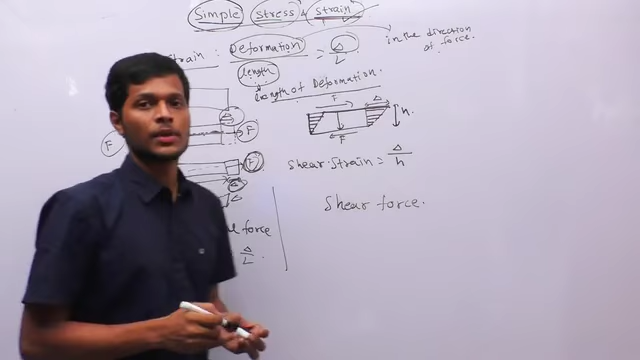 Simple stress & strain
strain : Deformation = Δ
length L
in the direction
of force.
Length of Deformation.
F Δ
F h.
F
F
F
Δ
shear strain = Δ
h
Shear force.
force
Δ
L .